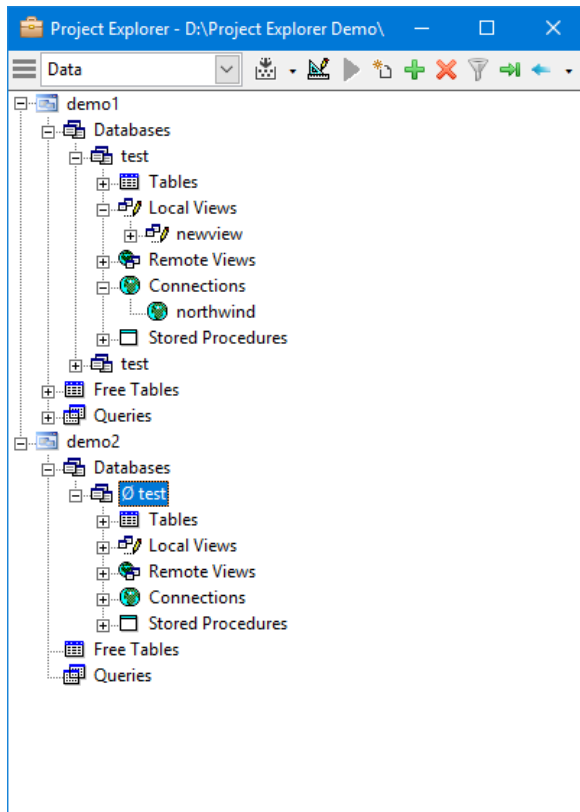 Project Explorer - D:\Project Explorer Demo\
Data
demo1
Databases
test
Tables
Local Views
newview
Remote Views
Connections
northwind
Stored Procedures
test
Free Tables
Queries
demo2
Databases
Ø test
Tables
Local Views
Remote Views
Connections
Stored Procedures
Free Tables
Queries